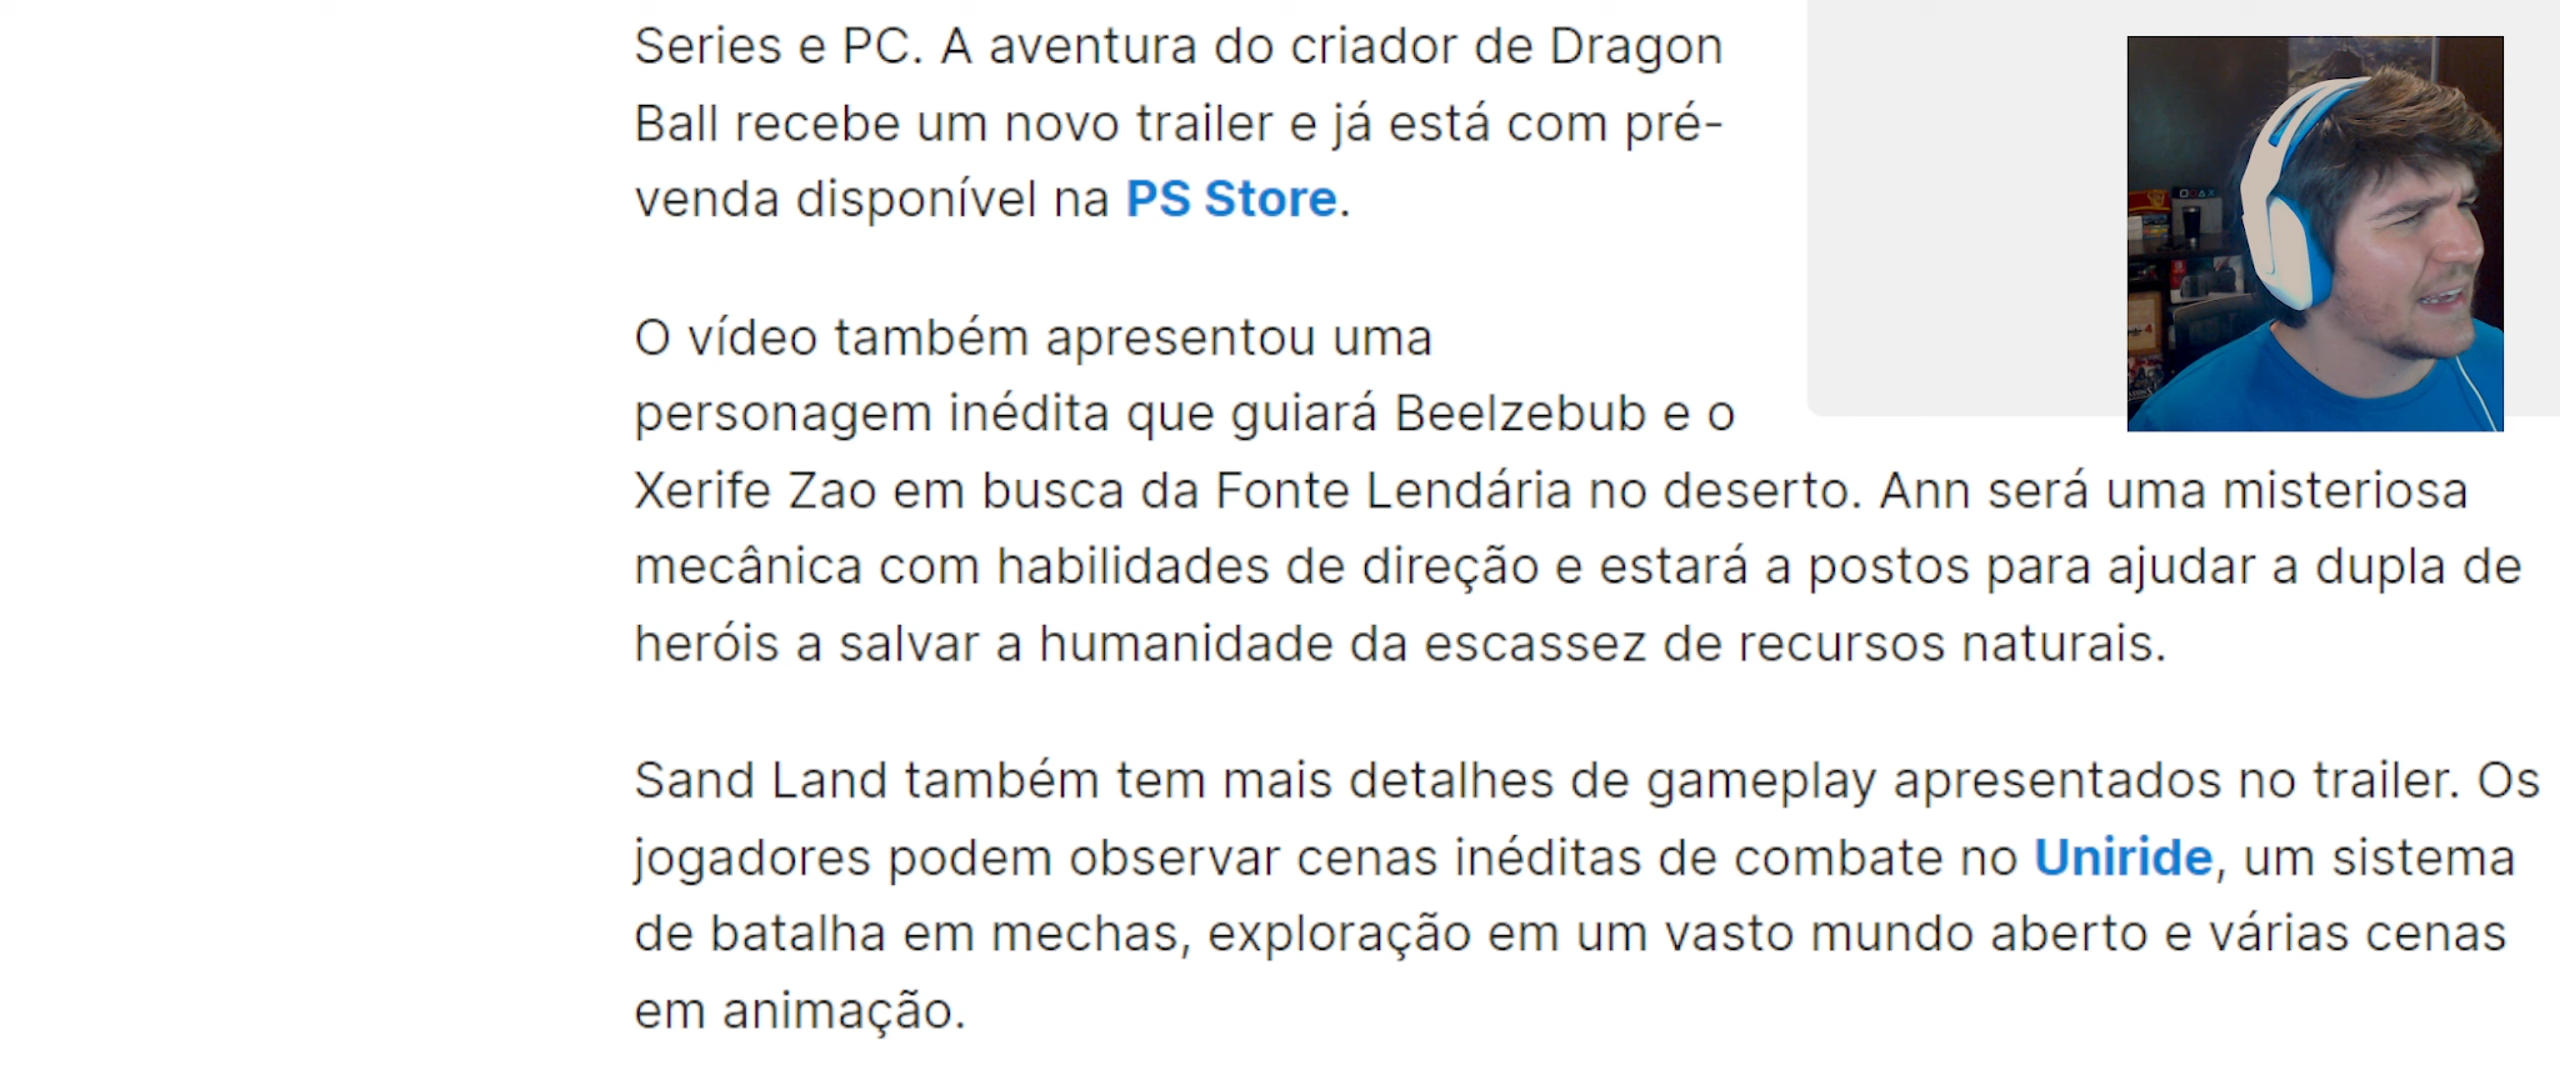 Series e PC. A aventura do criador de Dragon
Ball recebe um novo trailer e já está com pré-
venda disponível na PS Store.
O vídeo também apresentou uma
personagem inédita que guiará Beelzebub e o
Xerife Zao em busca da Fonte Lendária no deserto. Ann será uma misteriosa
mecânica com habilidades de direção e estará a postos para ajudar a dupla de
heróis a salvar a humanidade da escassez de recursos naturais.
Sand Land também tem mais detalhes de gameplay apresentados no trailer. Os
jogadores podem observar cenas inéditas de combate no Uniride, um sistema
de batalha em mechas, exploração em um vasto mundo aberto e várias cenas
em animação.